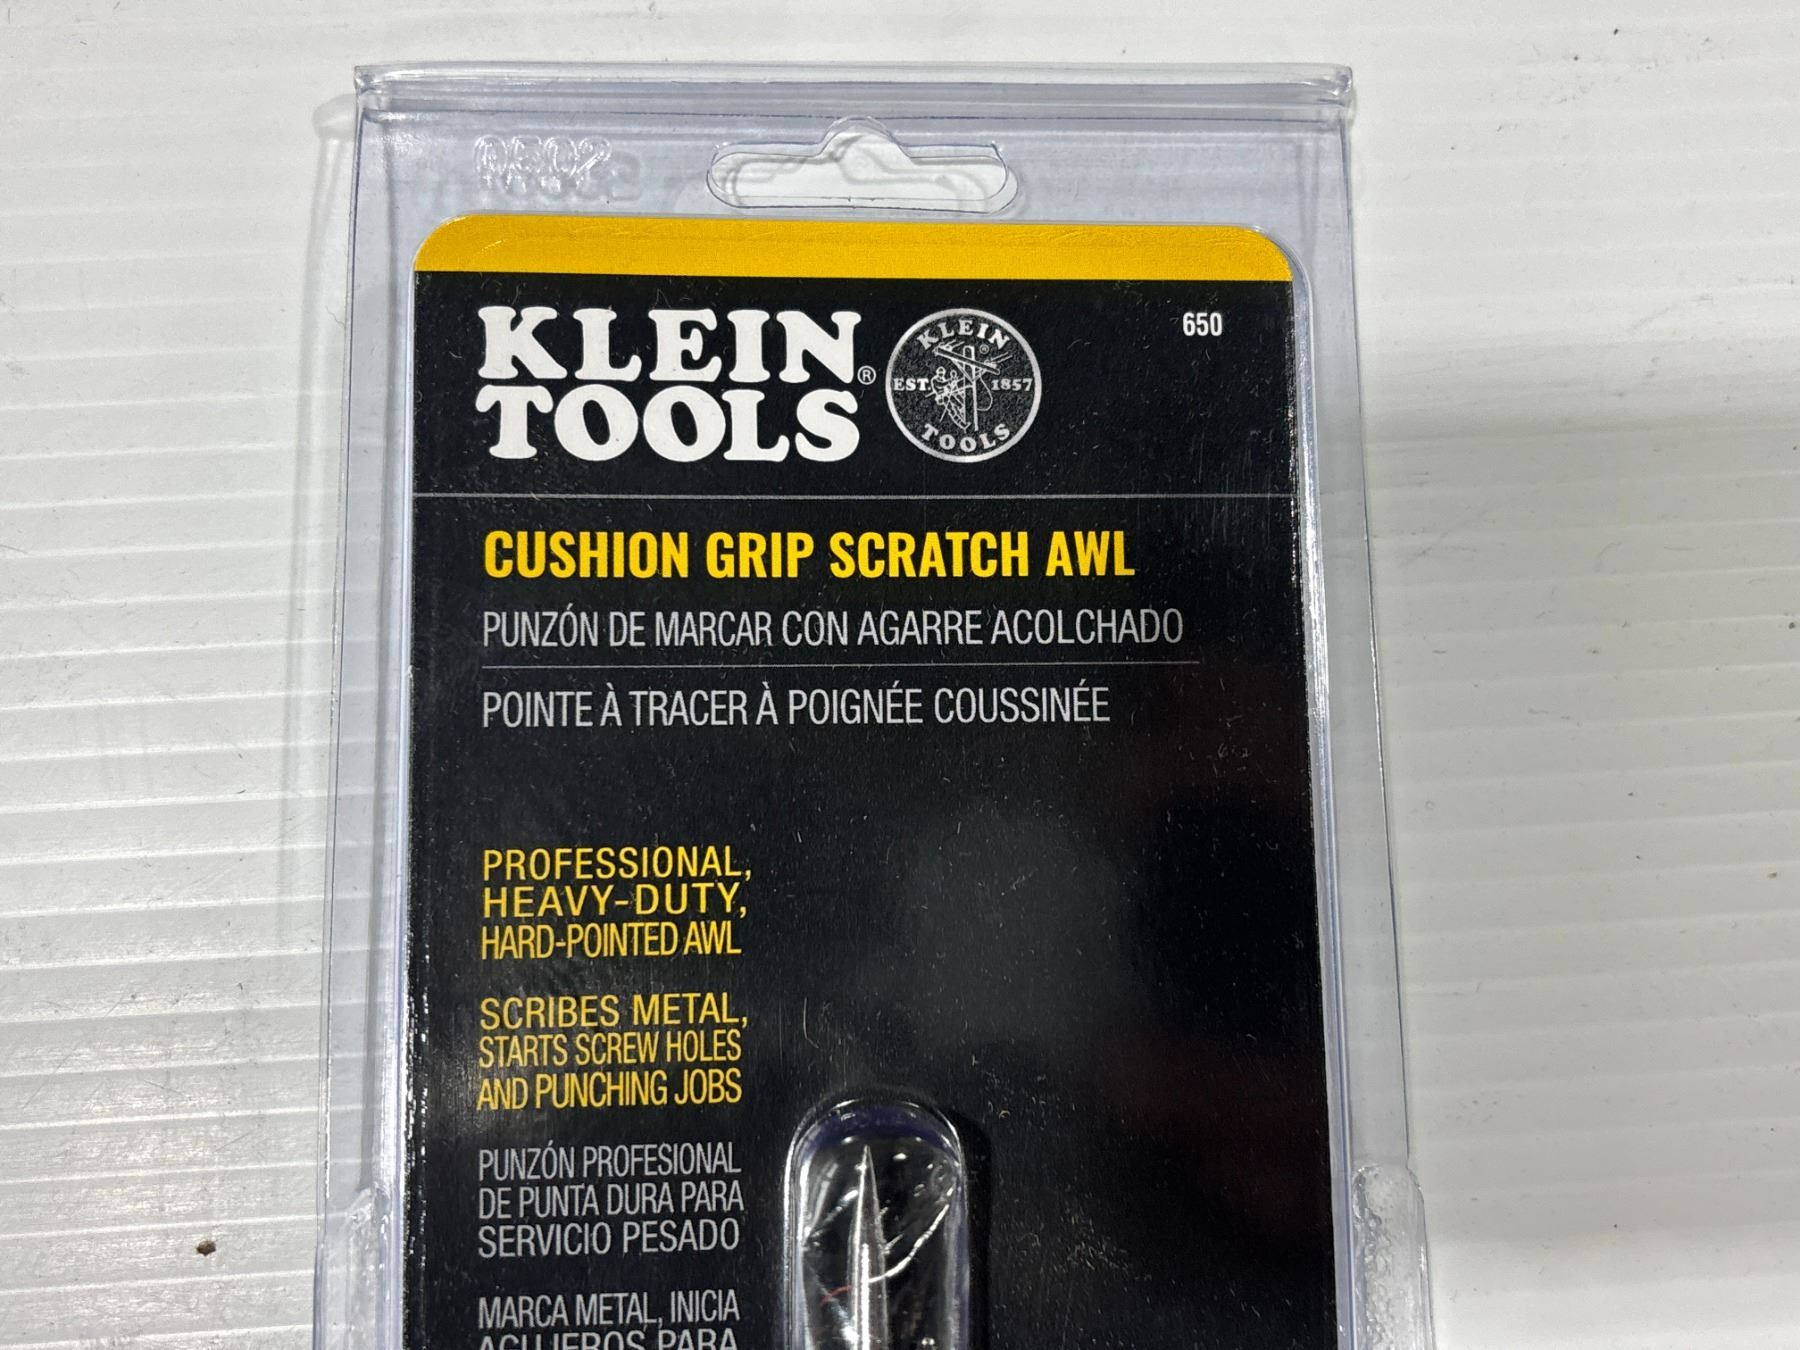 KLEIN
TOOLS®
KLEIN
EST. 1857
TOOLS
650
CUSHION GRIP SCRATCH AWL
PUNZÓN DE MARCAR CON AGARRE ACOLCHADO
POINTE À TRACER À POIGNÉE COUSSINÉE
PROFESSIONAL,
HEAVY-DUTY,
HARD-POINTED AWL
SCRIBES METAL,
STARTS SCREW HOLES
AND PUNCHING JOBS
PUNZÓN PROFESIONAL
DE PUNTA DURA PARA
SERVICIO PESADO
MARCA METAL, INICIA
AGUJEROS PARA